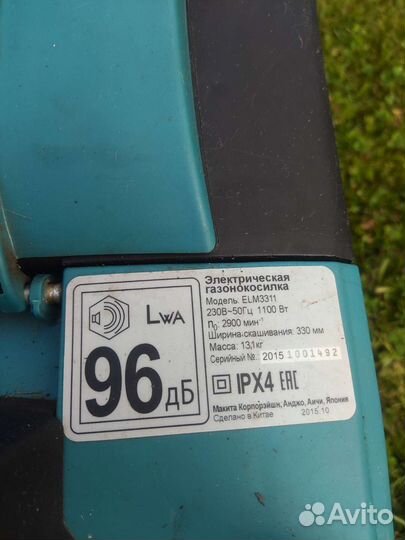 Электрическая
газонокосилка
Модель: ELM3311
230В~50Гц 1100 Вт
n₀: 2900 мин⁻¹
Ширина скашивания: 330 мм
Масса: 13,1кг
Серийный №: 2015 1001492
LWA
96дБ
IPX4 EAC
Макита Корпорэйшн, Анджо, Аичи, Япония
Сделано в Китае 2015.10
Avito